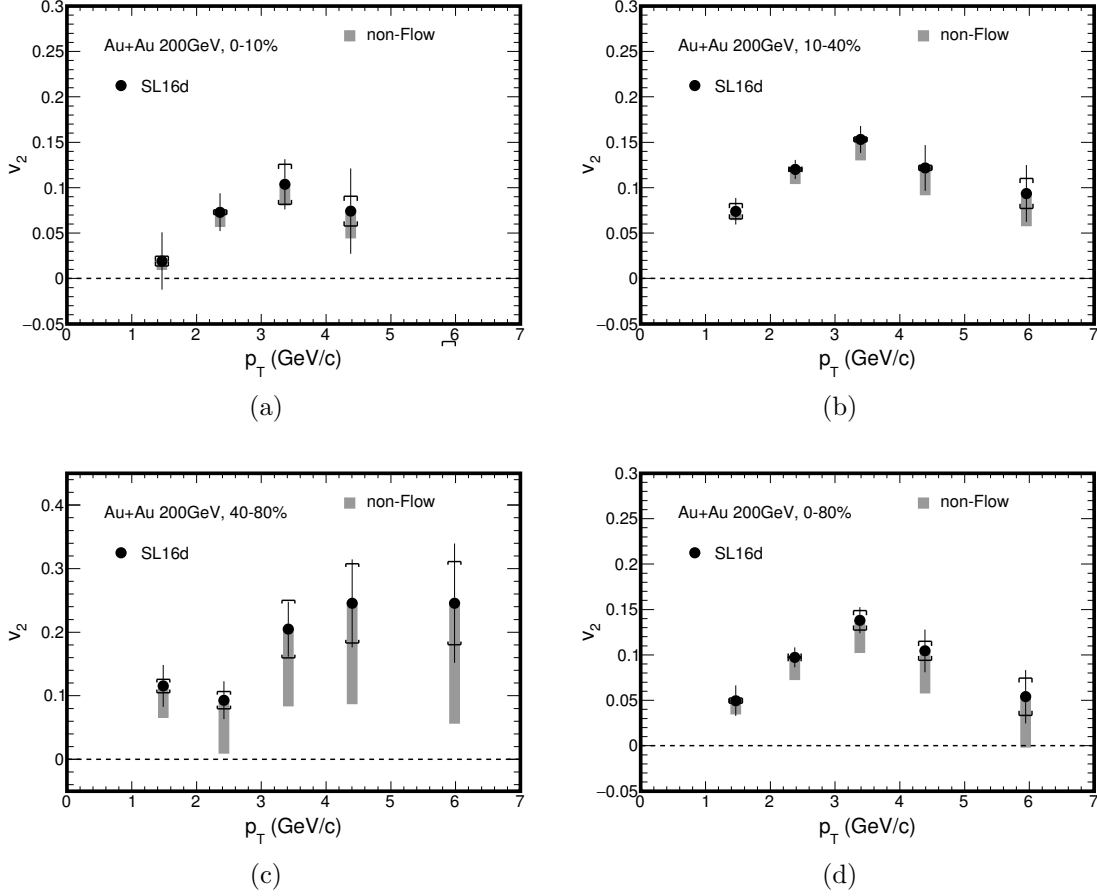 0.3
0.25
0.2
0.15
0.1
0.05
0
−0.05
v2
Au+Au 200GeV, 0-10%
non-Flow
SL16d
0 1 2 3 4 5 6 7
pT (GeV/c)
(a)
0.3
0.25
0.2
0.15
0.1
0.05
0
−0.05
v2
Au+Au 200GeV, 10-40%
non-Flow
SL16d
0 1 2 3 4 5 6 7
pT (GeV/c)
(b)
0.4
0.3
0.2
0.1
0
v2
Au+Au 200GeV, 40-80%
non-Flow
SL16d
0 1 2 3 4 5 6 7
pT (GeV/c)
(c)
0.3
0.25
0.2
0.15
0.1
0.05
0
−0.05
v2
Au+Au 200GeV, 0-80%
non-Flow
SL16d
0 1 2 3 4 5 6 7
pT (GeV/c)
(d)